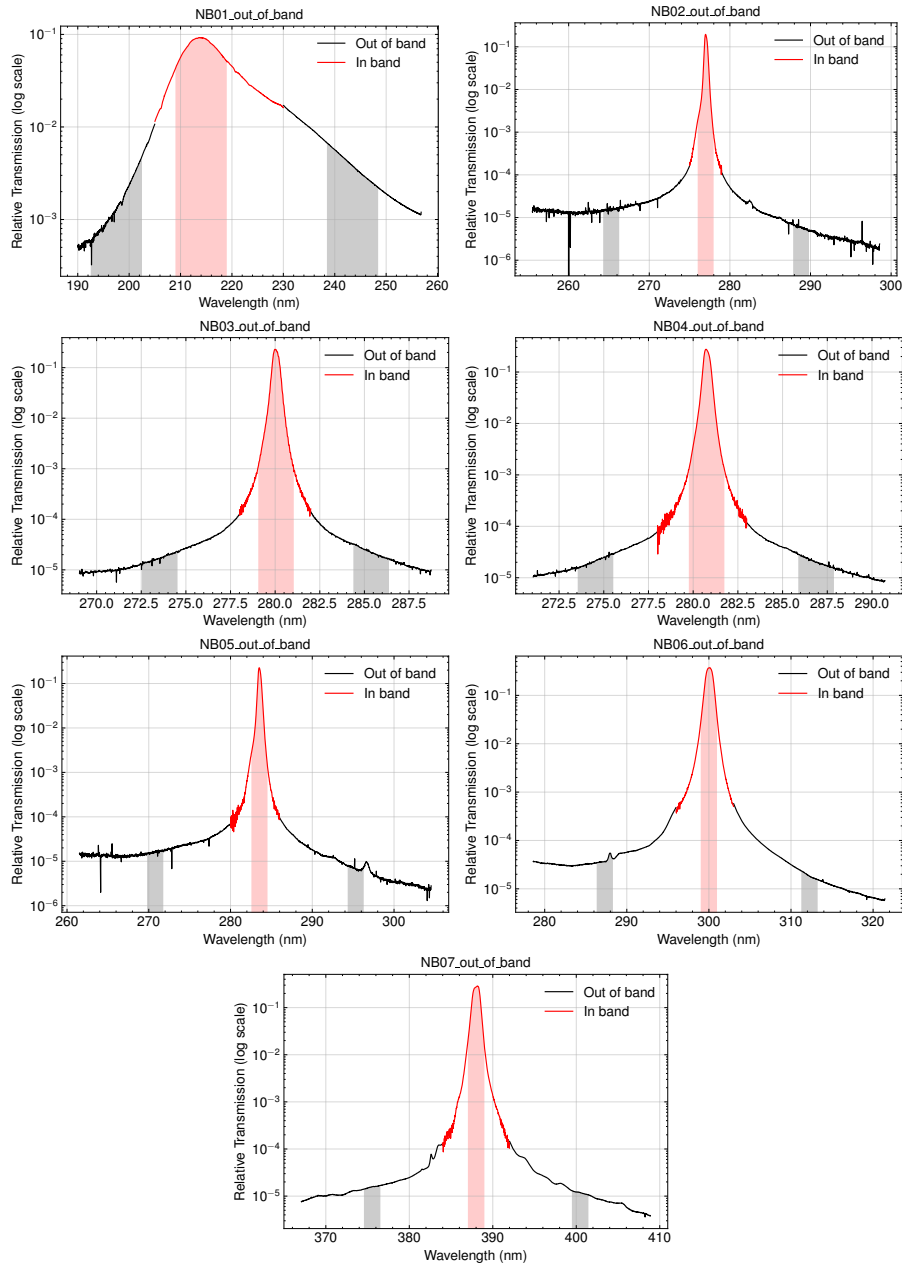 NB01_out_of_band
Relative Transmission (log scale)
10⁻¹
10⁻²
10⁻³
Out of band
In band
190 200 210 220 230 240 250 260
Wavelength (nm)
NB02_out_of_band
Relative Transmission (log scale)
10⁻¹
10⁻²
10⁻³
10⁻⁴
10⁻⁵
10⁻⁶
Out of band
In band
260 270 280 290 300
Wavelength (nm)
NB03_out_of_band
Relative Transmission (log scale)
10⁻¹
10⁻²
10⁻³
10⁻⁴
10⁻⁵
Out of band
In band
270.0 272.5 275.0 277.5 280.0 282.5 285.0 287.5
Wavelength (nm)
NB04_out_of_band
Relative Transmission (log scale)
10⁻¹
10⁻²
10⁻³
10⁻⁴
10⁻⁵
Out of band
In band
272.5 275.0 277.5 280.0 282.5 285.0 287.5 290.0
Wavelength (nm)
NB05_out_of_band
Relative Transmission (log scale)
10⁻¹
10⁻²
10⁻³
10⁻⁴
10⁻⁵
10⁻⁶
Out of band
In band
260 270 280 290 300
Wavelength (nm)
NB06_out_of_band
Relative Transmission (log scale)
10⁻¹
10⁻²
10⁻³
10⁻⁴
10⁻⁵
Out of band
In band
280 290 300 310 320
Wavelength (nm)
NB07_out_of_band
Relative Transmission (log scale)
10⁻¹
10⁻²
10⁻³
10⁻⁴
10⁻⁵
Out of band
In band
370 380 390 400 410
Wavelength (nm)